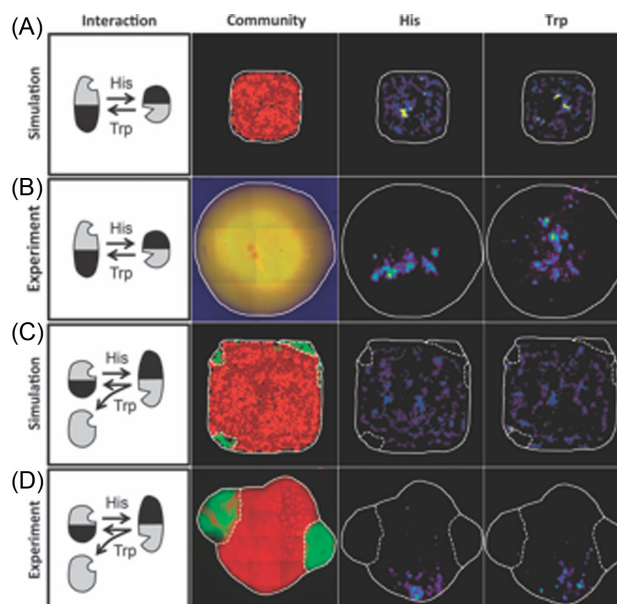 Interaction Community His Trp
(A) Simulation His Trp
(B) Experiment His Trp
(C) Simulation His Trp
(D) Experiment His Trp